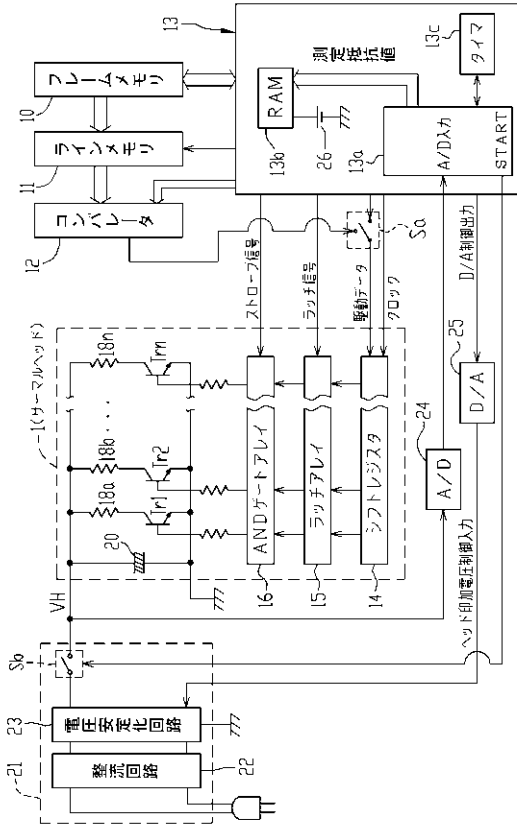 フレームメモリ
10
ラインメモリ
11
コンパレータ
12
13
RAM
13b
26
測定抵抗値
13a
A/D入力
START
タイマ
13c
Sa
ストローブ信号
ラッチ信号
駆動データ
クロック
D/A制御出力
1(サーマルヘッド)
18a
18b
18n
Tr1
Tr2
Trn
20
VH
ANDゲートアレイ
16
ラッチアレイ
15
シフトレジスタ
14
A/D
24
D/A
25
ヘッド印加電圧制御入力
Sb
21
電圧安定化回路
23
整流回路
22